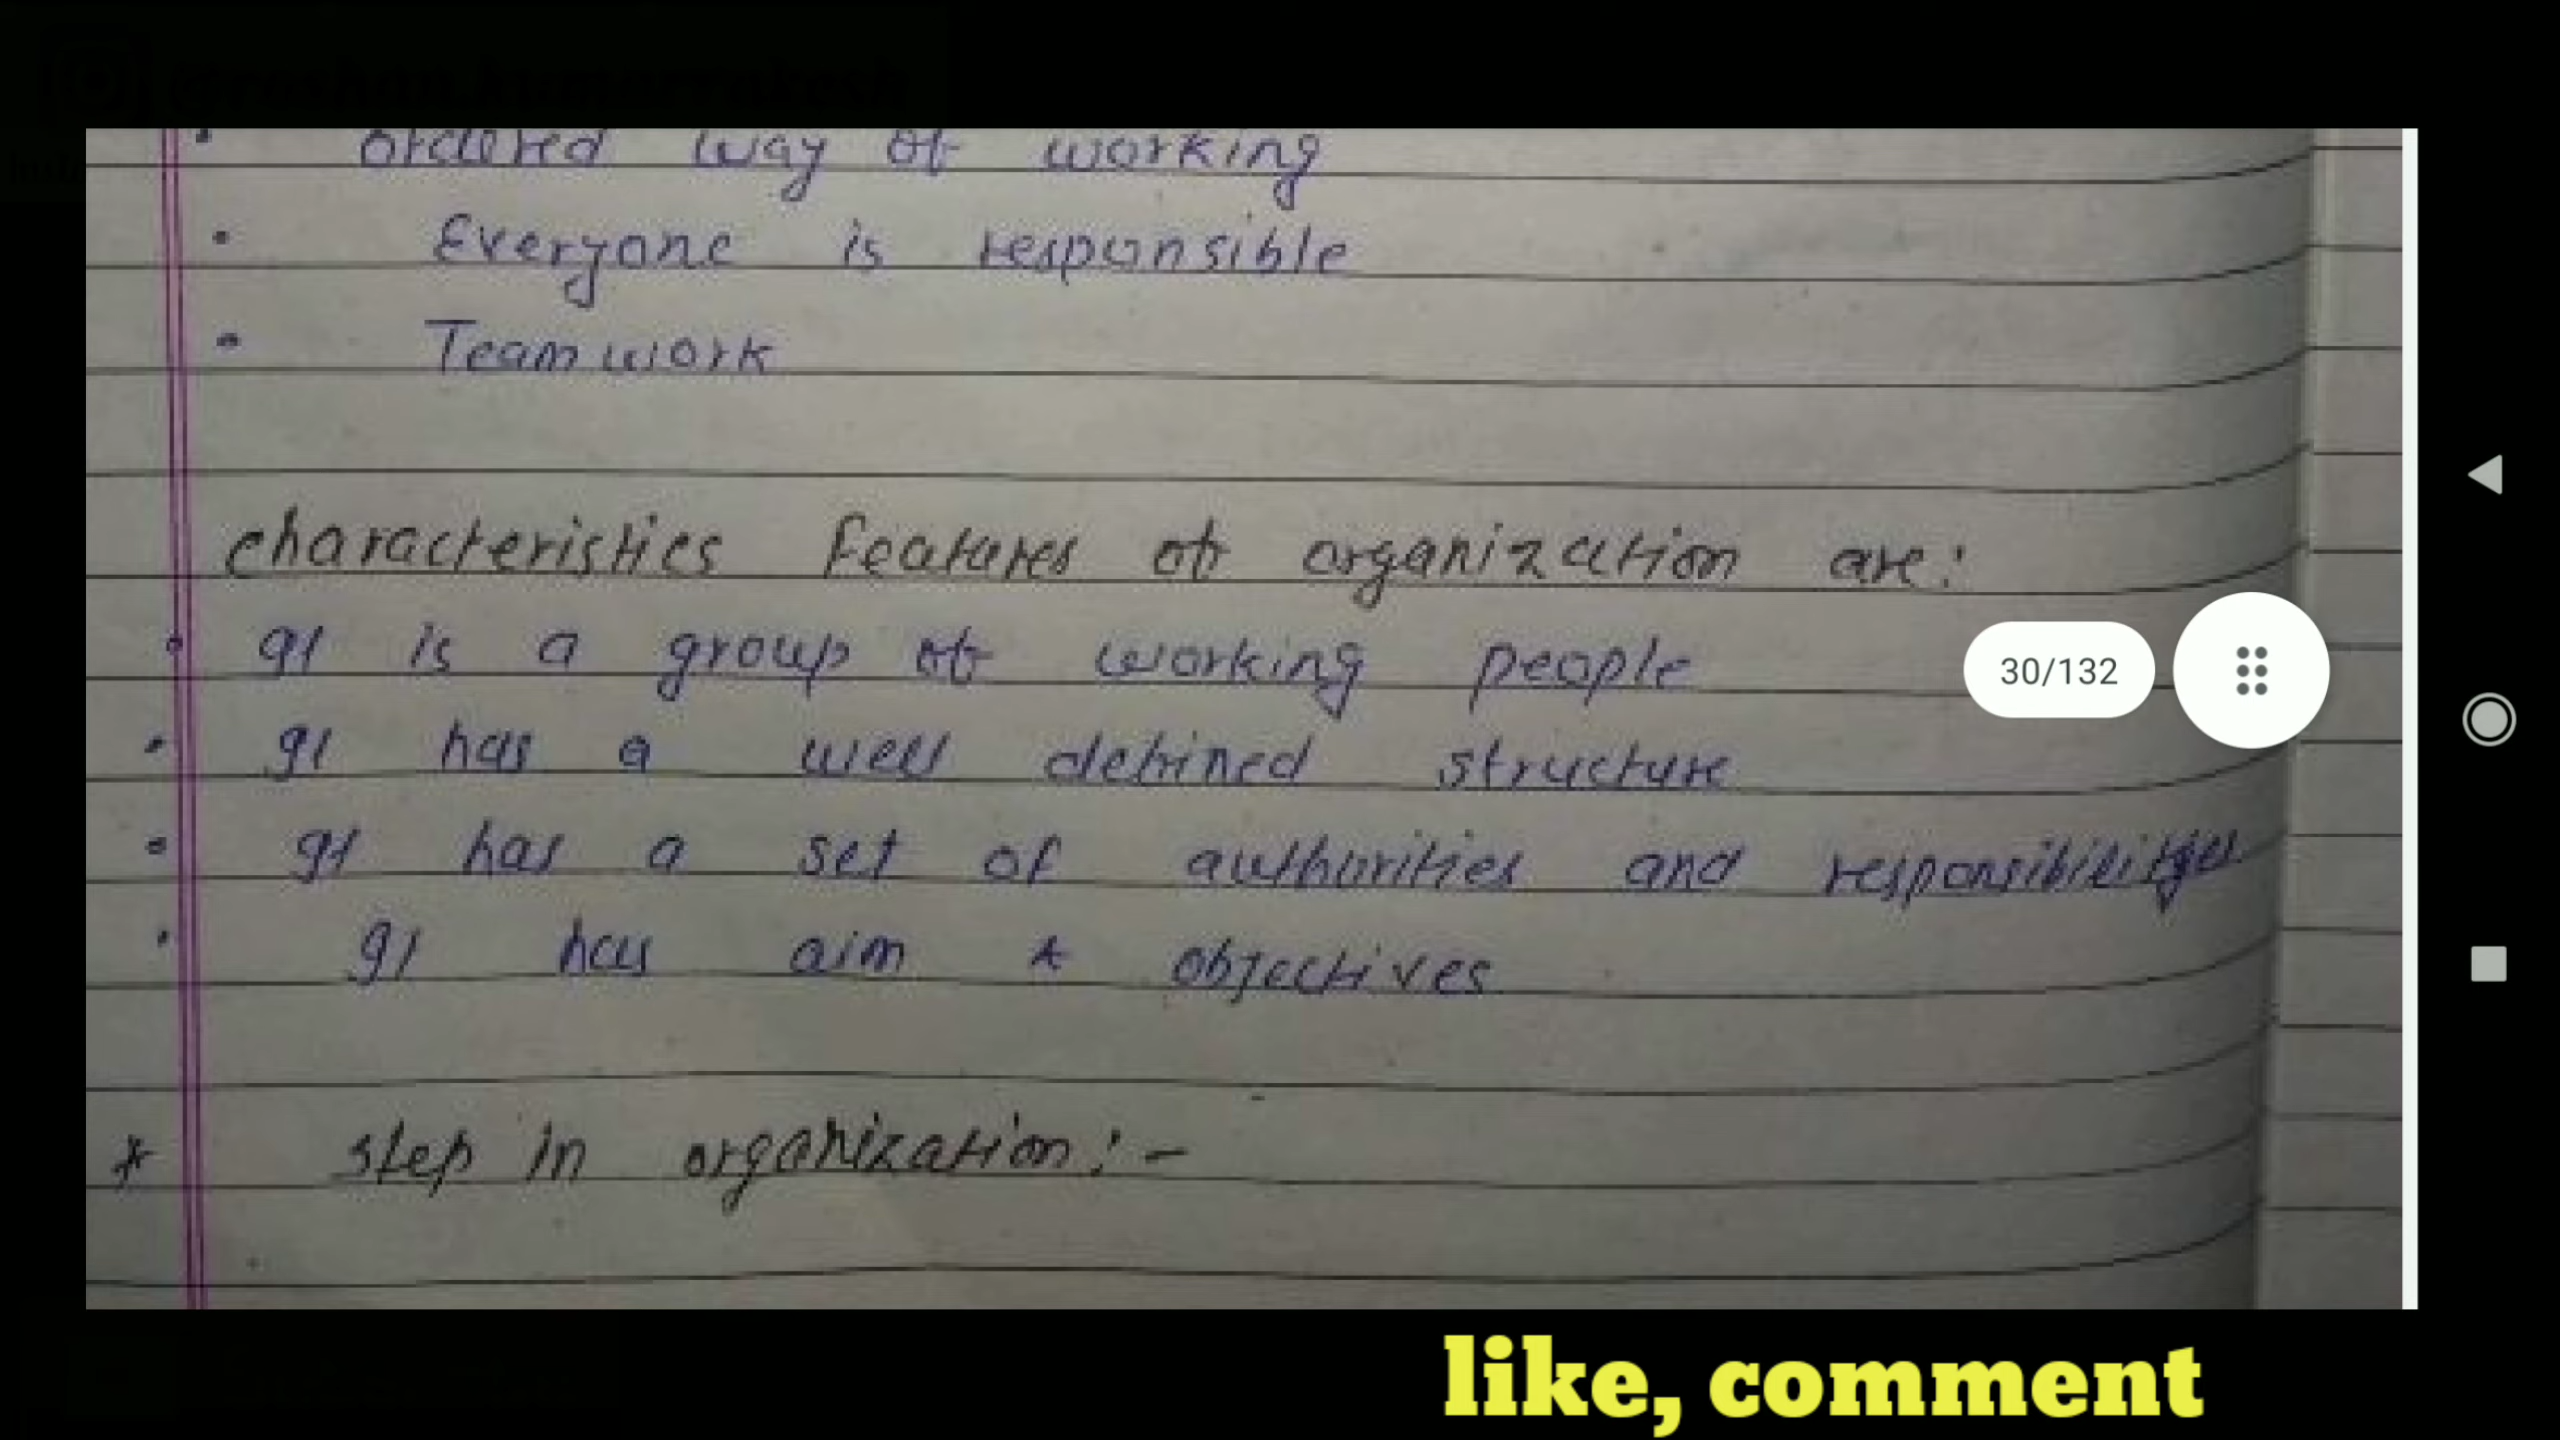 • Ordered way of working
• Everyone is responsible
• Team work
characteristics Features of organization are:
• It is a group of working people
• It has a well defined structure
• It has a set of authorities and responsibilities
• It has aim & objectives
* step in organization:-
30/132
like, comment